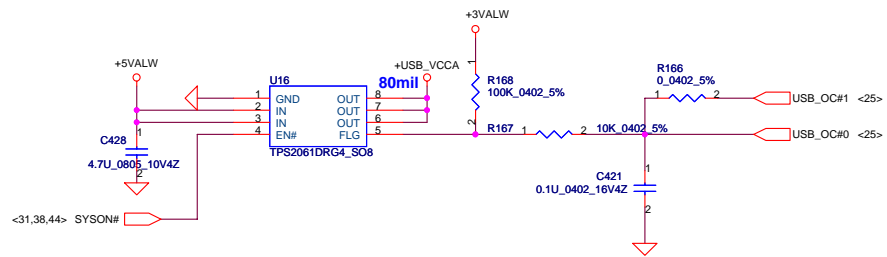 +3VALW
+5VALW
U16
+USB_VCCA
80mil
R168
100K_0402_5%
R166
0_0402_5%
1 GND OUT 8
2 IN OUT 7
3 IN OUT 6
4 EN# FLG 5
TPS2061DRG4_SO8
1
2
1 2
USB_OC#1 <25>
R167
1 2
10K_0402_5%
USB_OC#0 <25>
C428
4.7U_0805_10V4Z
1
2
C421
0.1U_0402_16V4Z
1
2
<31,38,44> SYSON#